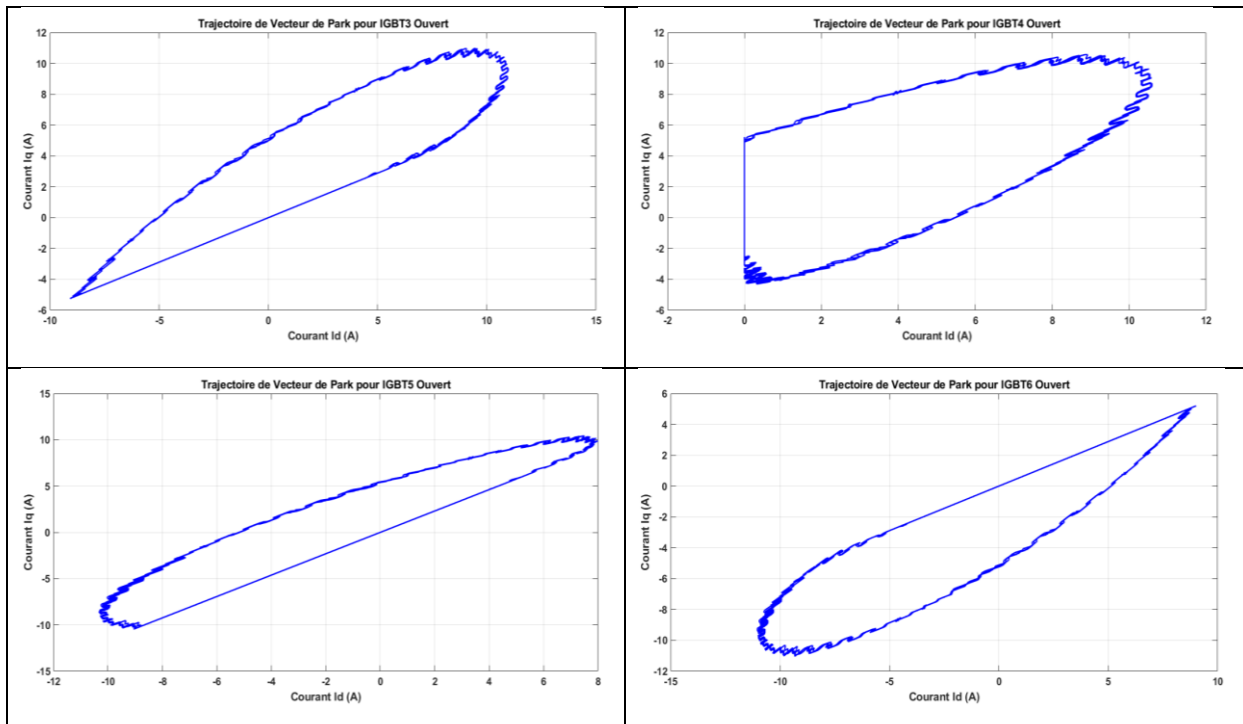 Trajectoire de Vecteur de Park pour IGBT3 Ouvert
12
10
8
6
4
2
0
-2
-4
-6
Courant Iq (A)
-10 -5 0 5 10 15
Courant Id (A)
Trajectoire de Vecteur de Park pour IGBT4 Ouvert
12
10
8
6
4
2
0
-2
-4
-6
Courant Iq (A)
-2 0 2 4 6 8 10 12
Courant Id (A)
Trajectoire de Vecteur de Park pour IGBT5 Ouvert
15
10
5
0
-5
-10
-15
Courant Iq (A)
-12 -10 -8 -6 -4 -2 0 2 4 6 8
Courant Id (A)
Trajectoire de Vecteur de Park pour IGBT6 Ouvert
6
4
2
0
-2
-4
-6
-8
-10
-12
Courant Iq (A)
-15 -10 -5 0 5 10
Courant Id (A)